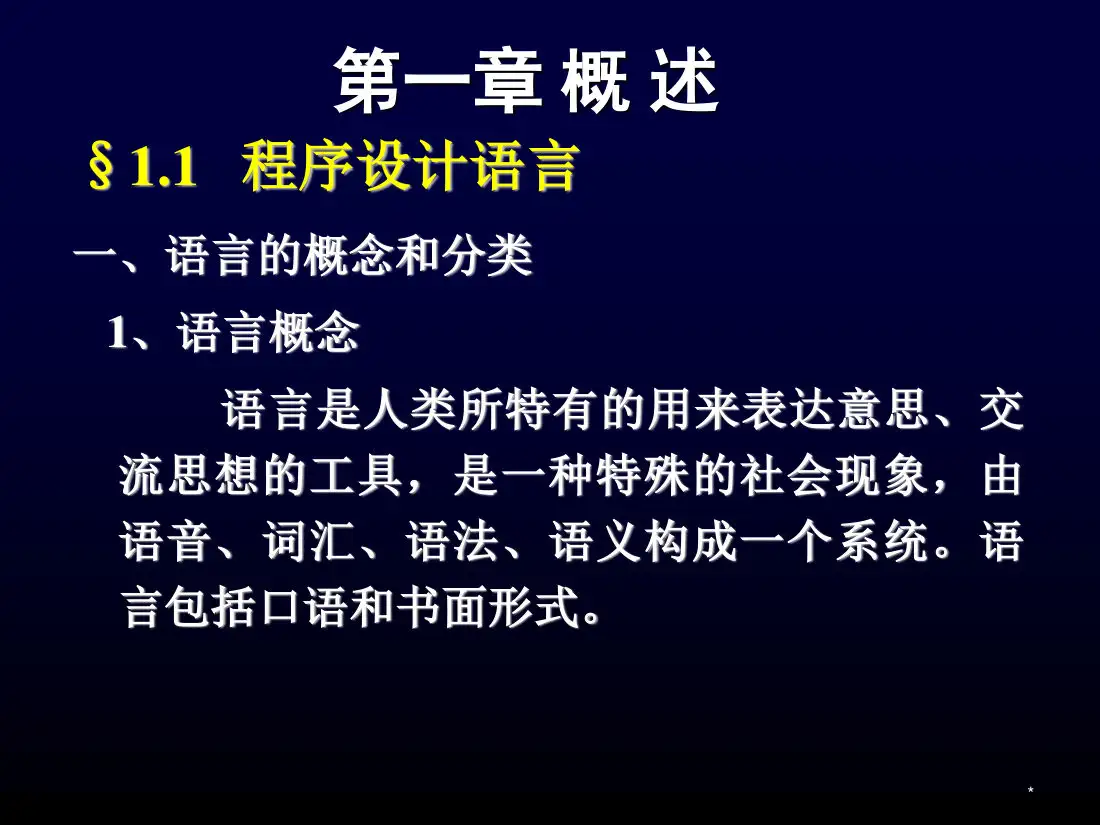 第一章 概 述
§1.1 程序设计语言
一、语言的概念和分类
1、语言概念
语言是人类所特有的用来表达意思、交
流思想的工具，是一种特殊的社会现象，由
语音、词汇、语法、语义构成一个系统。语
言包括口语和书面形式。
*